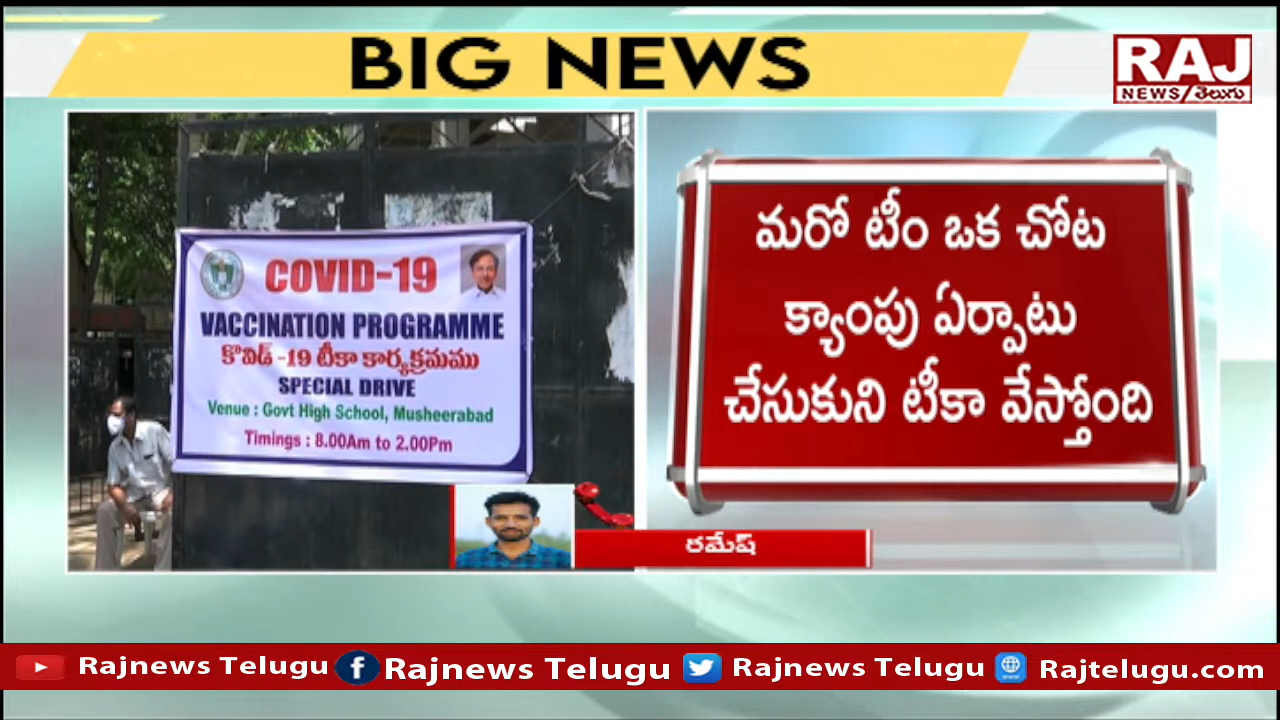 BIG NEWS
RAJ
NEWS తెలుగు
COVID-19
VACCINATION PROGRAMME
కొవిడ్ -19 టీకా కార్యక్రమము
SPECIAL DRIVE
Venue : Govt High School, Musheerabad
Timings : 8.00Am to 2.00Pm
మరో టీం ఒక చోట
క్యాంపు ఏర్పాటు
చేసుకుని టీకా వేస్తోంది
రమేష్
Rajnews Telugu Rajnews Telugu Rajnews Telugu Rajtelugu.com